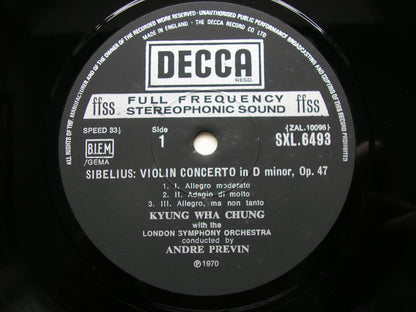 ALL RIGHTS OF THE MANUFACTURER AND OF THE OWNER OF THE RECORDED WORK RESERVED • UNAUTHORISED PUBLIC PERFORMANCE BROADCASTING AND COPYING OF THIS RECORD PROHIBITED
MADE IN ENGLAND • THE DECCA RECORD CO LTD
DECCA
REGD.
ffss FULL FREQUENCY ffss
STEREOPHONIC SOUND
SPEED 33⅓ Side (ZAL.10096)
1 SXL.6493
B.I.E.M.
/GEMA
SIBELIUS: VIOLIN CONCERTO in D minor, Op. 47
1. I. Allegro moderato
2. II. Adagio di molto
3. III. Allegro, ma non tanto
KYUNG WHA CHUNG
with the
LONDON SYMPHONY ORCHESTRA
conducted by
ANDRE PREVIN
℗1970